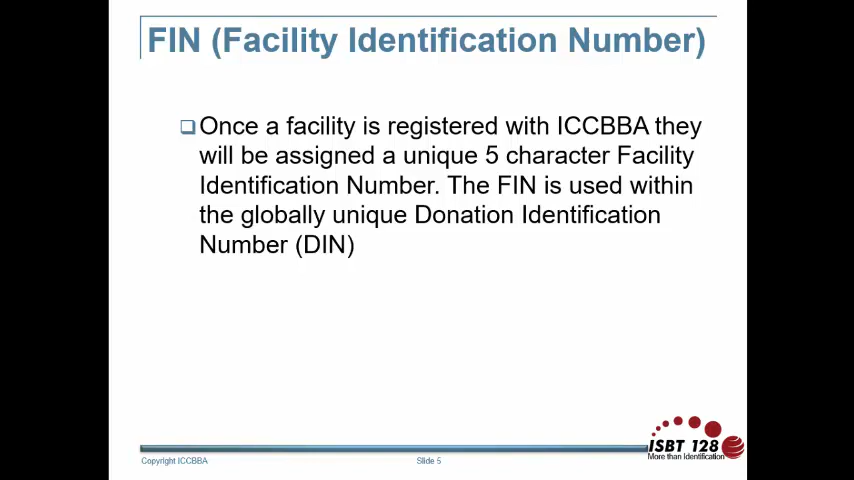 FIN (Facility Identification Number)
Once a facility is registered with ICCBBA they
will be assigned a unique 5 character Facility
Identification Number. The FIN is used within
the globally unique Donation Identification
Number (DIN)
ISBT 128
More than Identification
Copyright ICCBBA
Slide 5